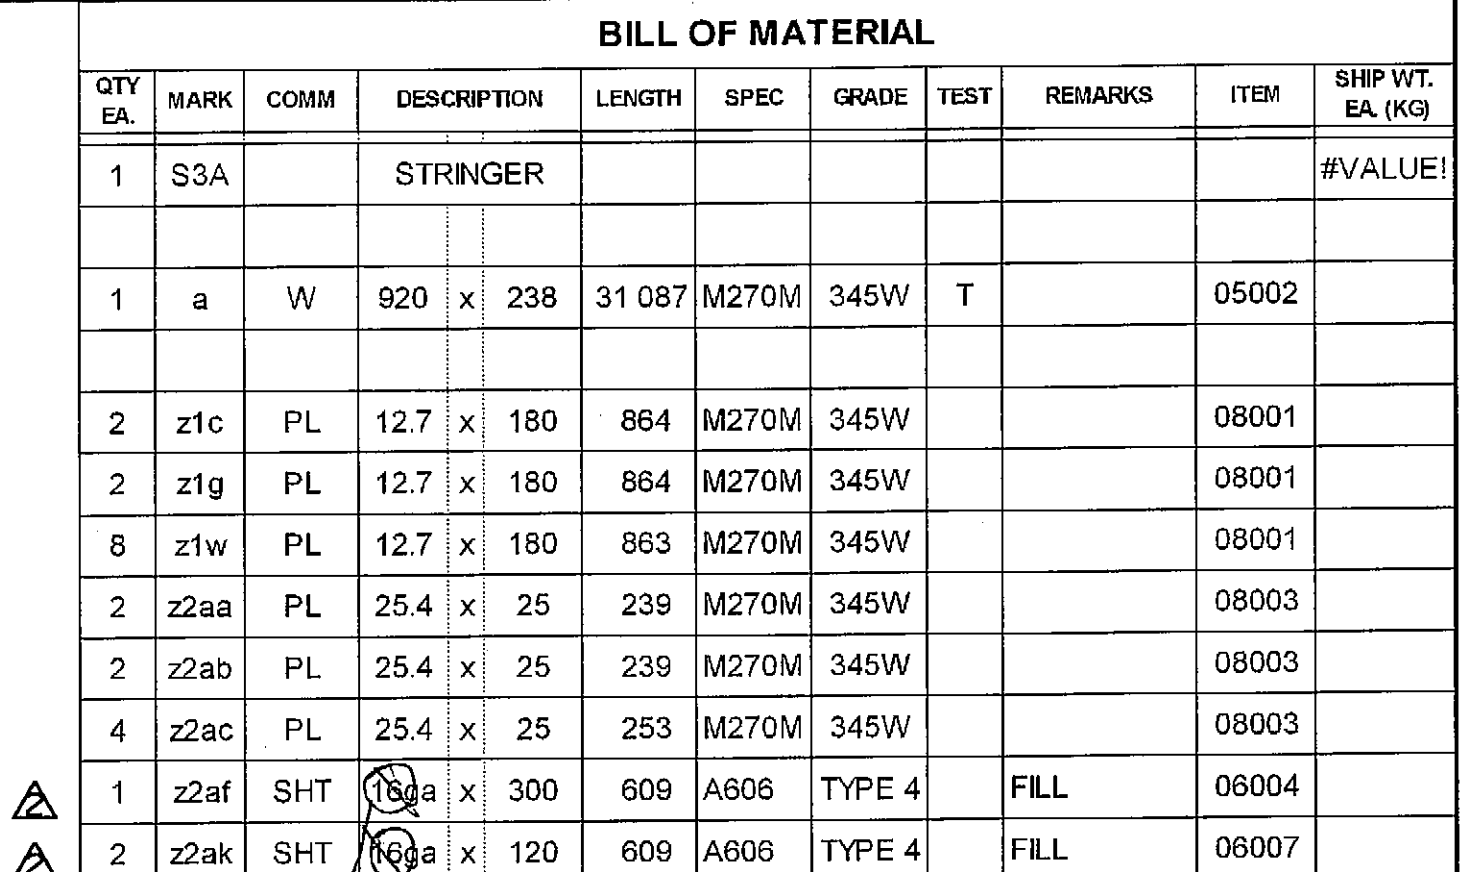 BILL OF MATERIAL
QTY EA. MARK COMM DESCRIPTION LENGTH SPEC GRADE TEST REMARKS ITEM SHIP WT. EA. (KG)
1 S3A STRINGER #VALUE!
1 a W 920 x 238 31 087 M270M 345W T 05002
2 z1c PL 12.7 x 180 864 M270M 345W 08001
2 z1g PL 12.7 x 180 864 M270M 345W 08001
8 z1w PL 12.7 x 180 863 M270M 345W 08001
2 z2aa PL 25.4 x 25 239 M270M 345W 08003
2 z2ab PL 25.4 x 25 239 M270M 345W 08003
4 z2ac PL 25.4 x 25 253 M270M 345W 08003
2 1 z2af SHT 16ga x 300 609 A606 TYPE 4 FILL 06004
2 2 z2ak SHT 16ga x 120 609 A606 TYPE 4 FILL 06007